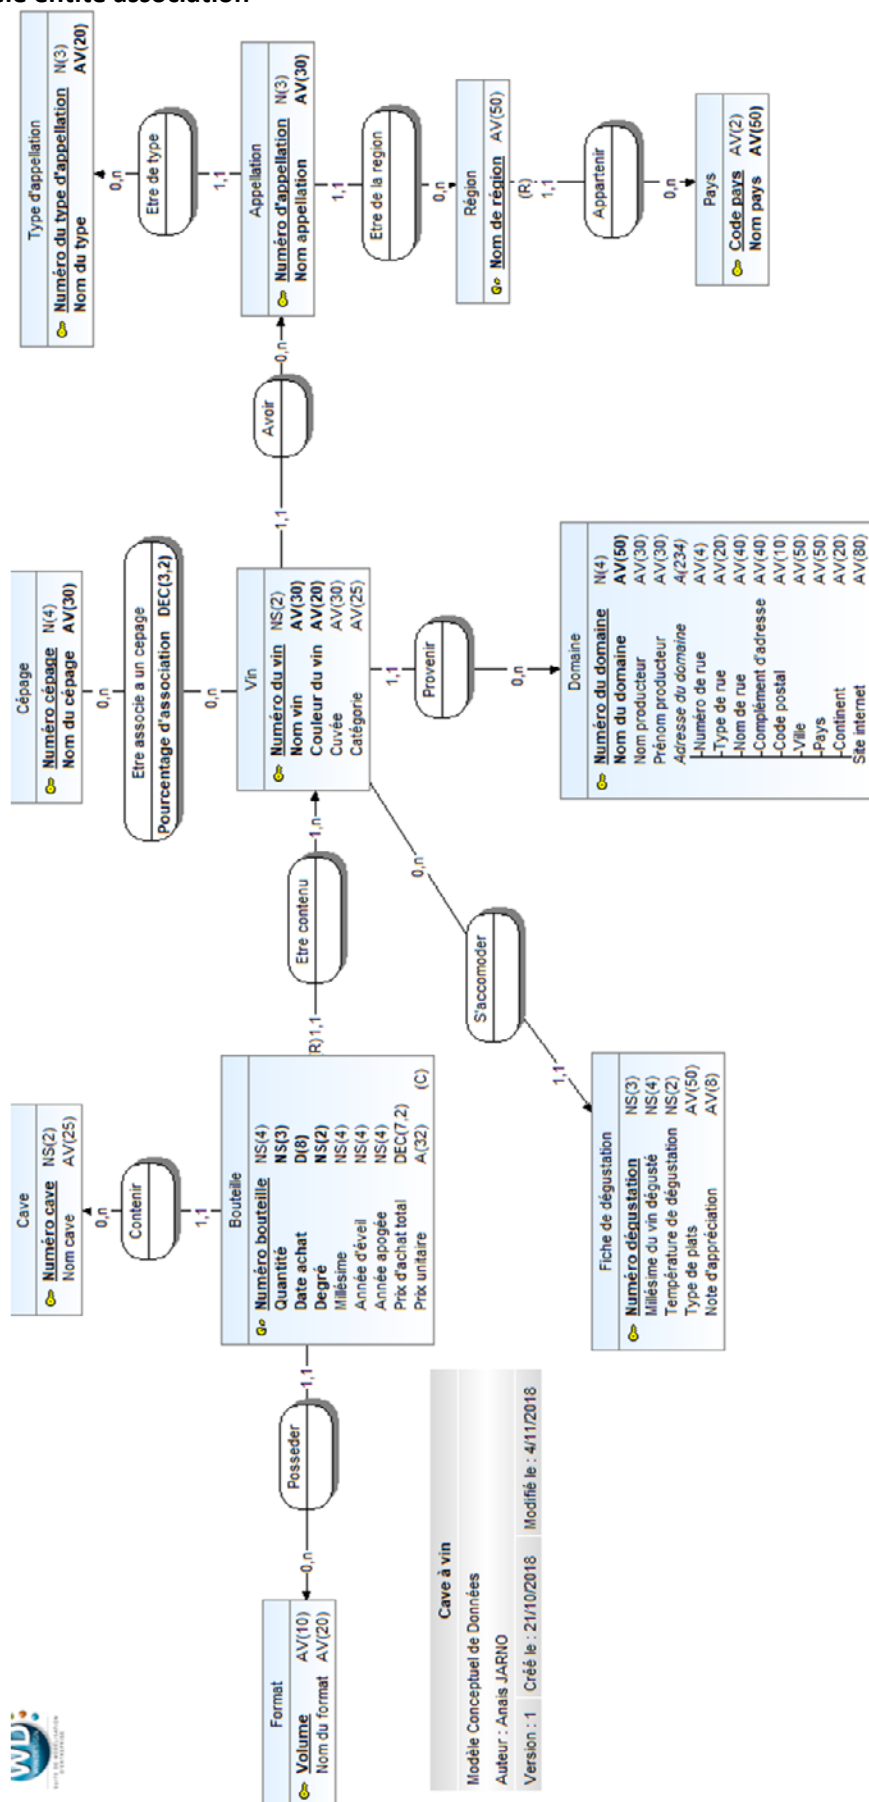 le entité association
Type d'appellation
Numéro du type d'appellation N(3)
Nom du type AV(20)
0,n
Etre de type
1,1
Appellation
Numéro d'appellation N(3)
Nom appellation AV(30)
1,1
Etre de la region
0,n
Région
Nom de région AV(50)
(R)
1,1
Appartenir
0,n
Pays
Code pays AV(2)
Nom pays AV(50)
0,n
Avoir
1,1
Cépage
Numéro cépage N(4)
Nom du cépage AV(30)
0,n
Etre associe a un cepage
Pourcentage d'association DEC(3,2)
0,n
Vin
Numéro du vin NS(2)
Nom vin AV(30)
Couleur du vin AV(20)
Cuvée AV(30)
Catégorie AV(25)
1,1
Provenir
0,n
Domaine
Numéro du domaine N(4)
Nom du domaine AV(50)
Nom producteur AV(30)
Prénom producteur AV(30)
Adresse du domaine A(234)
Numéro de rue AV(4)
Type de rue AV(20)
Nom de rue AV(40)
Complément d'adresse AV(40)
Code postal AV(10)
Ville AV(50)
Pays AV(50)
Continent AV(20)
Site internet AV(80)
1,n
Etre contenu
(R) 1,1
0,n
S'accomoder
1,1
Cave
Numéro cave NS(2)
Nom cave AV(25)
0,n
Contenir
1,1
Bouteille
Numéro bouteille NS(4)
Quantité NS(3)
Date achat D(8)
Degré NS(2)
Millésime NS(4)
Année d'éveil NS(4)
Année apogée NS(4)
Prix d'achat total DEC(7,2)
Prix unitaire A(32) (C)
Fiche de dégustation
Numéro dégustation NS(3)
Millésime du vin dégusté NS(4)
Température de dégustation NS(2)
Type de plats AV(50)
Note d'appréciation AV(8)
1,1
Posseder
0,n
Format
Volume AV(10)
Nom du format AV(20)
Cave à vin
Modèle Conceptuel de Données
Auteur : Anais JARNO
Version : 1 Créé le : 21/10/2018 Modifié le : 4/11/2018
WD